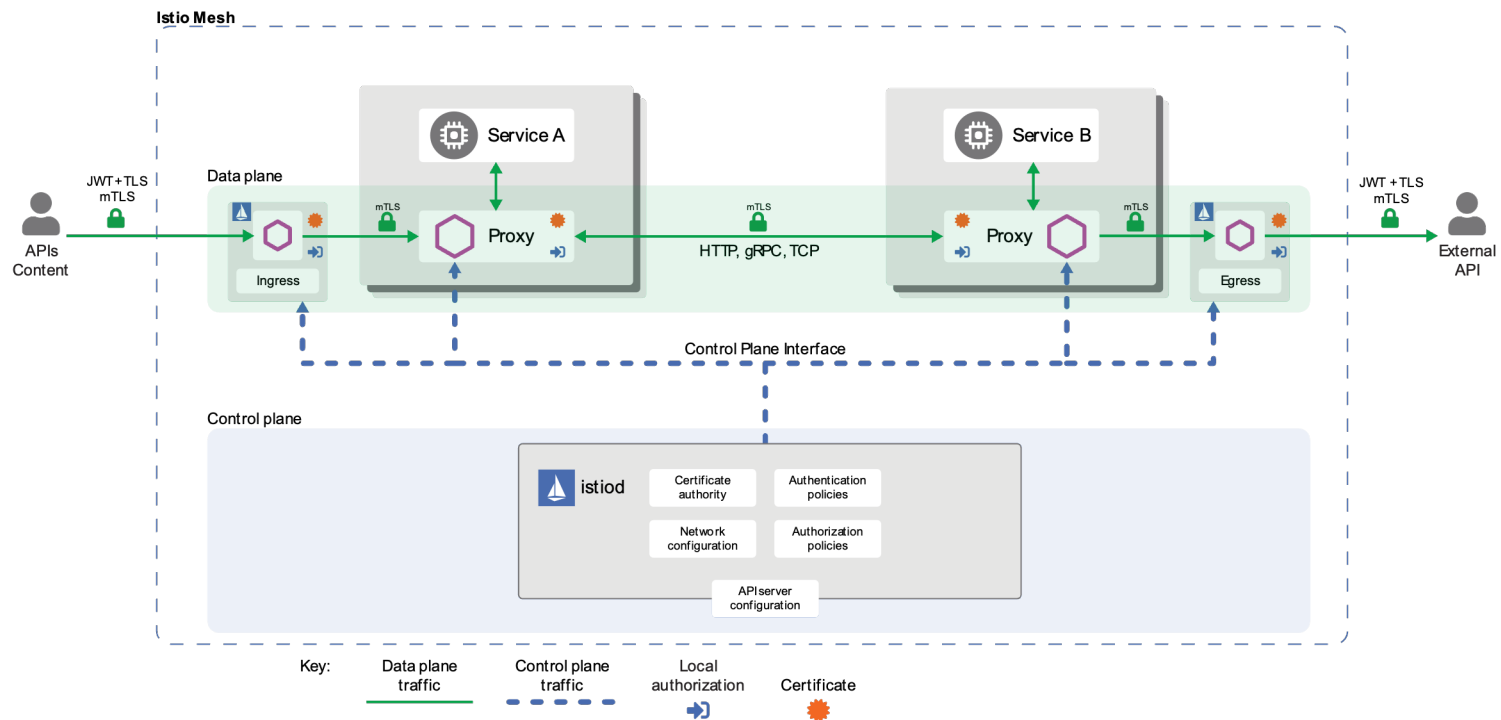 Istio Mesh
Service A
Service B
Data plane
JWT + TLS
mTLS
JWT + TLS
mTLS
mTLS
mTLS
mTLS
Proxy
Proxy
HTTP, gRPC, TCP
APIs
Content
External
API
Ingress
Egress
Control Plane Interface
Control plane
istiod
Certificate
authority
Authentication
policies
Network
configuration
Authorization
policies
API server
configuration
Key:
Data plane
traffic
Control plane
traffic
Local
authorization
Certificate